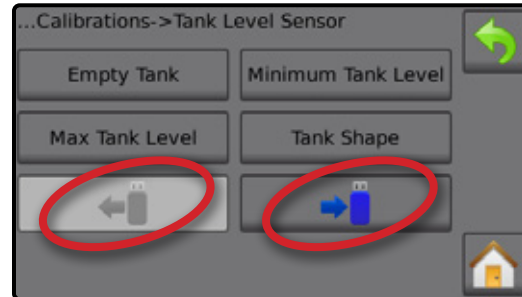 ...Calibrations->Tank Level Sensor
Empty Tank
Minimum Tank Level
Max Tank Level
Tank Shape